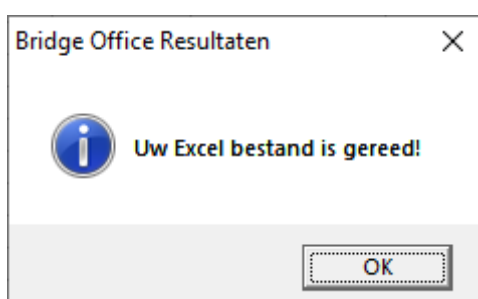 Bridge Office Resultaten
Uw Excel bestand is gereed!
OK